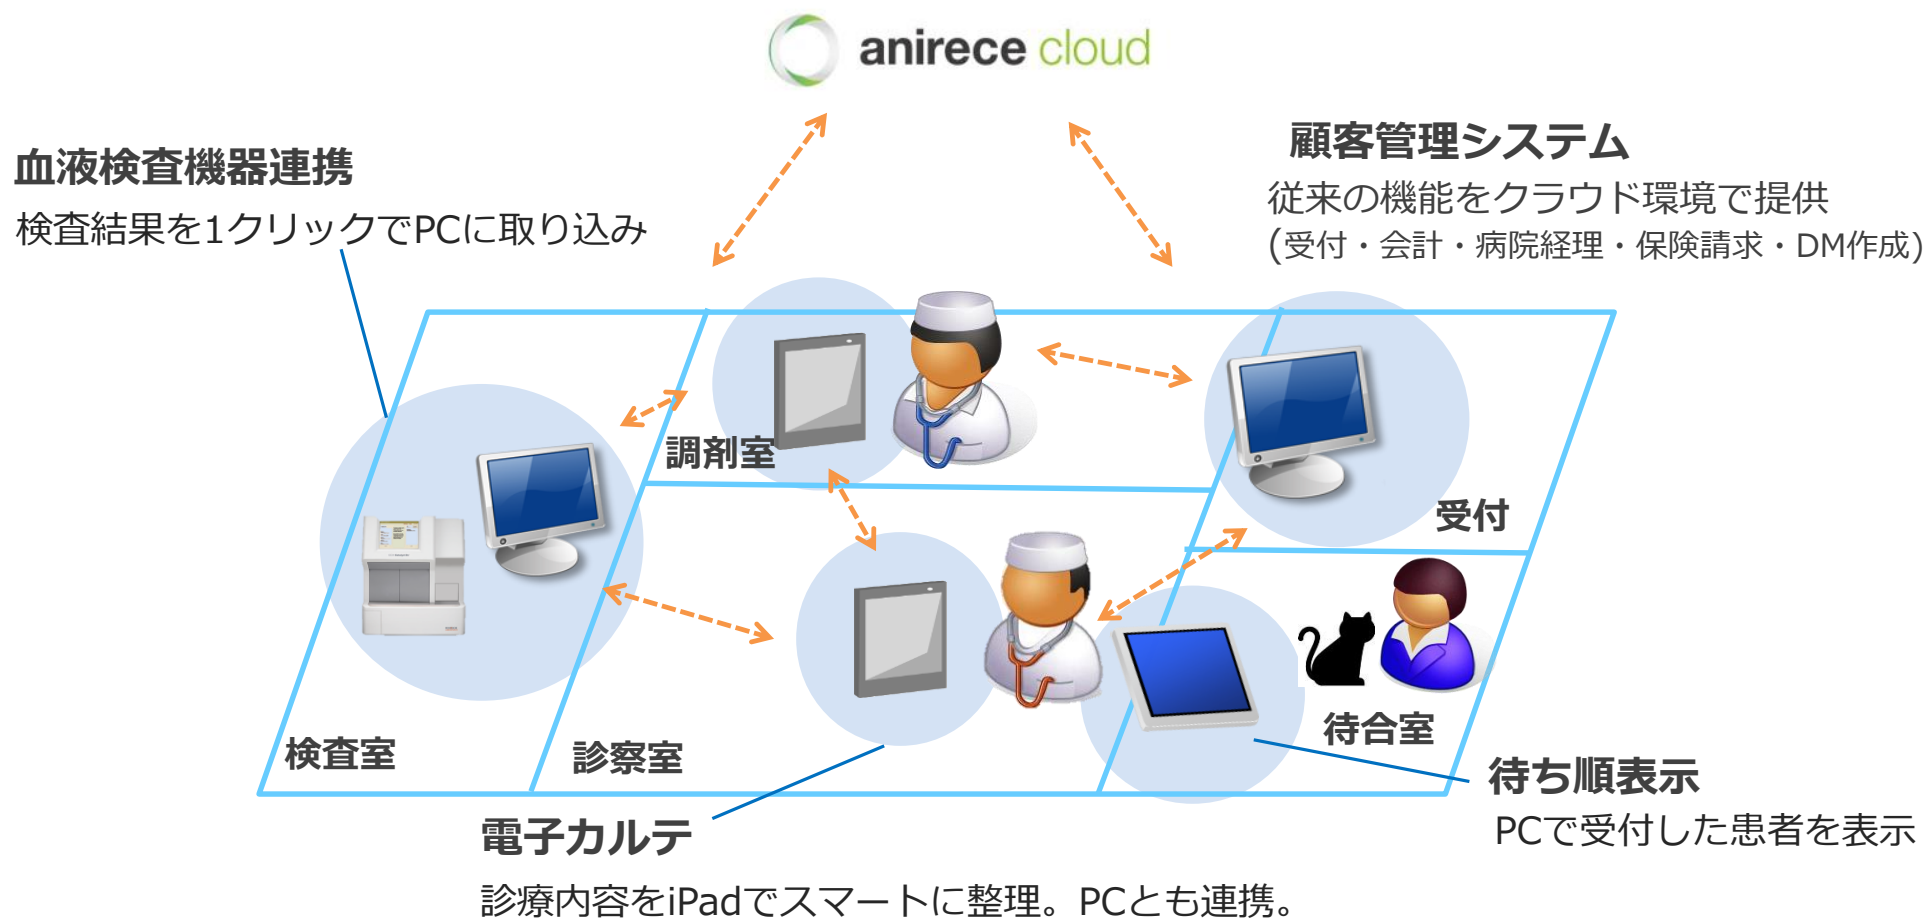 anirece cloud
血液検査機器連携
検査結果を1クリックでPCに取り込み
顧客管理システム
従来の機能をクラウド環境で提供
(受付・会計・病院経理・保険請求・DM作成)
調剤室
受付
検査室
診察室
待合室
待ち順表示
PCで受付した患者を表示
電子カルテ
診療内容をiPadでスマートに整理。PCとも連携。